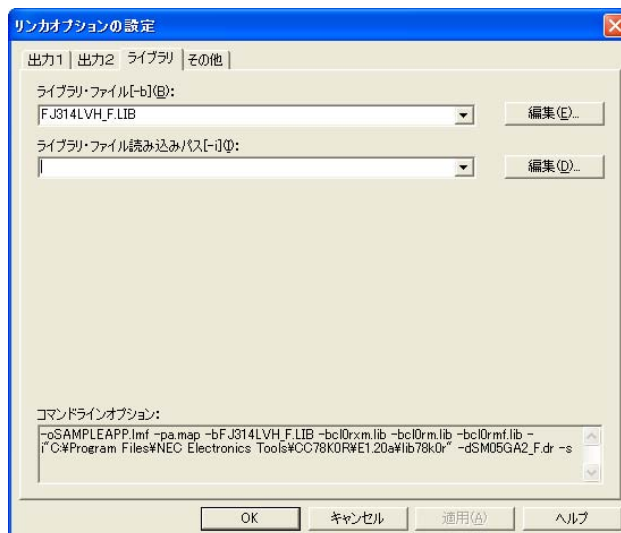 リンカオプションの設定
出力1 出力2 ライブラリ その他
ライブラリ・ファイル[-b](B):
FJ314LVH_F.LIB 編集(E)...
ライブラリ・ファイル読み込みパス[-i](I):
編集(D)...
コマンドラインオプション:
-oSAMPLEAPP.lmf -pa.map -bFJ314LVH_F.LIB -bcl0rxm.lib -bcl0rm.lib -bcl0rmf.lib -
i"C:¥Program Files¥NEC Electronics Tools¥CC78K0R¥E1.20a¥lib78k0r" -dSM05GA2_F.dr -s
OK キャンセル 適用(A) ヘルプ